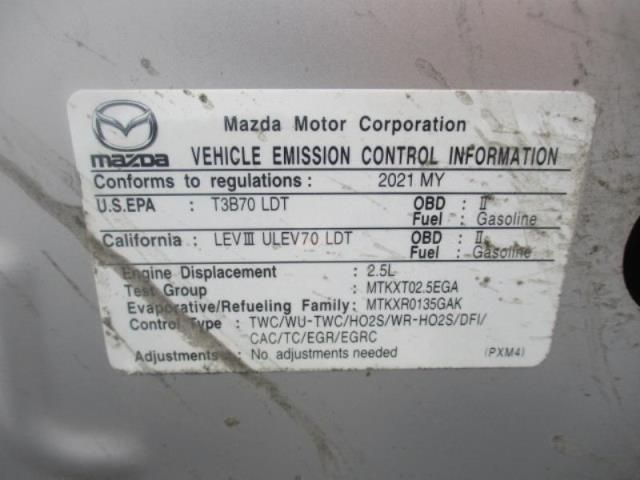 Mazda Motor Corporation
mazda VEHICLE EMISSION CONTROL INFORMATION
Conforms to regulations : 2021 MY
U.S.EPA : T3B70 LDT OBD : II
Fuel : Gasoline
California : LEVIII ULEV70 LDT OBD : II
Fuel : Gasoline
Engine Displacement : 2.5L
Test Group : MTKXT02.5EGA
Evaporative/Refueling Family: MTKXR0135GAK
Control Type : TWC/WU-TWC/HO2S/WR-HO2S/DFI/
CAC/TC/EGR/EGRC
Adjustments : No adjustments needed (PXM4)